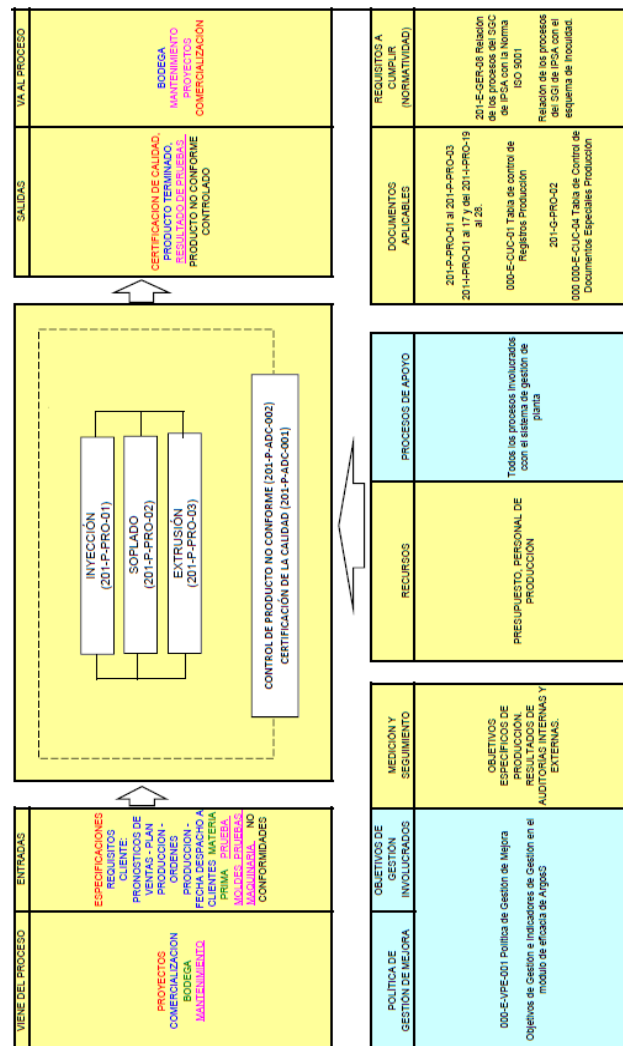 VIENE DEL PROCESO
PROYECTOS
COMERCIALIZACION
BODEGA
MANTENIMIENTO
ENTRADAS
ESPECIFICACIONES
REQUISITOS
CLIENTE:
PRONOSTICOS DE
VENTAS - PLAN
PRODUCCION -
ORDENES
PRODUCCION -
FECHA DESPACHO A
CLIENTES MATERIA
PRIMA PRUEBA
MOLDES PRUEBAS
MAQUINARIA. NO
CONFORMIDADES
INYECCIÓN
(201-P-PRO-01)
SOPLADO
(201-P-PRO-02)
EXTRUSIÓN
(201-P-PRO-03)
CONTROL DE PRODUCTO NO CONFORME (201-P-ADC-002)
CERTIFICACIÓN DE LA CALIDAD (201-P-ADC-001)
SALIDAS
CERTIFICACION DE CALIDAD,
PRODUCTO TERMINADO,
RESULTADO DE PRUEBAS,
PRODUCTO NO CONFORME
CONTROLADO
VA AL PROCESO
BODEGA
MANTENIMIENTO
PROYECTOS
COMERCIALIZACIÓN
POLÍTICA DE
GESTIÓN DE MEJORA
OBJETIVOS DE
GESTIÓN
INVOLUCRADOS
000-E-VPE-001 Política de Gestión de Mejora
Objetivos de Gestión e Indicadores de Gestión en el
módulo de eficacia de ArgosS
MEDICION Y
SEGUIMIENTO
OBJETIVOS
ESPECÍFICOS DE
PRODUCCIÓN.
RESULTADOS DE
AUDITORÍAS INTERNAS Y
EXTERNAS.
RECURSOS
PRESUPUESTO, PERSONAL DE
PRODUCCIÓN
PROCESOS DE APOYO
Todos los procesos involucrados
ccon el sistema de gestión de
planta
DOCUMENTOS
APLICABLES
201-P-PRO-01 al 201-P-PRO-03
201-I-PRO-01 al 17 y del 201-I-PRO-19
al 28.
000-E-CUC-01 Tabla de control de
Registros Producción
201-G-PRO-02
000 000-E-CUC-04 Tabla de Control de
Documentos Especiales Producción
REQUISITOS A
CUMPLIR
(NORMATIVIDAD)
201-E-GER-08 Relación
de los procesos del SGC
de IPSA con la Norma
ISO 9001
Relación de los procesos
del SGI de IPSA con el
esquema de Inocuidad.